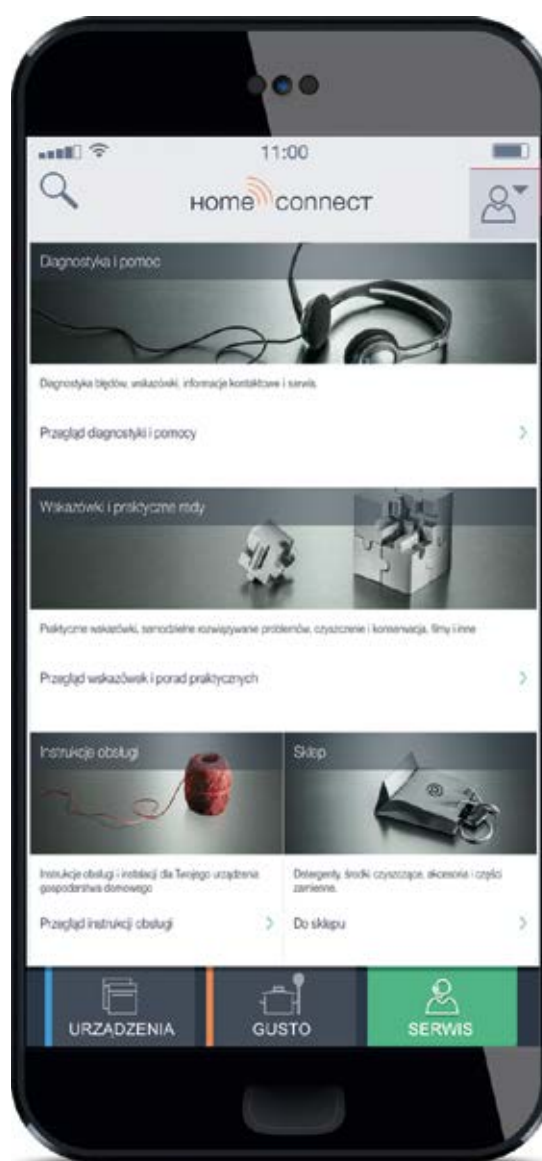 11:00
Home connect
Diagnostyka i pomoc
Diagnostyka błędów, wskazówki, informacje kontaktowe i serwis.
Przegląd diagnostyki i pomocy
Wskazówki i praktyczne rady
Praktyczne wskazówki, samodzielne rozwiązywane problemów, czyszczenie i konserwacja, filmy i inne
Przegląd wskazówek i porad praktycznych
Instrukcje obsługi
Instrukcje obsługi i instalacji dla Twojego urządzenia
gospodarstwa domowego
Przegląd instrukcji obsługi
Sklep
Detergenty, środki czyszczące, akcesoria i części
zamienne.
Do sklepu
URZĄDZENIA
GUSTO
SERWIS